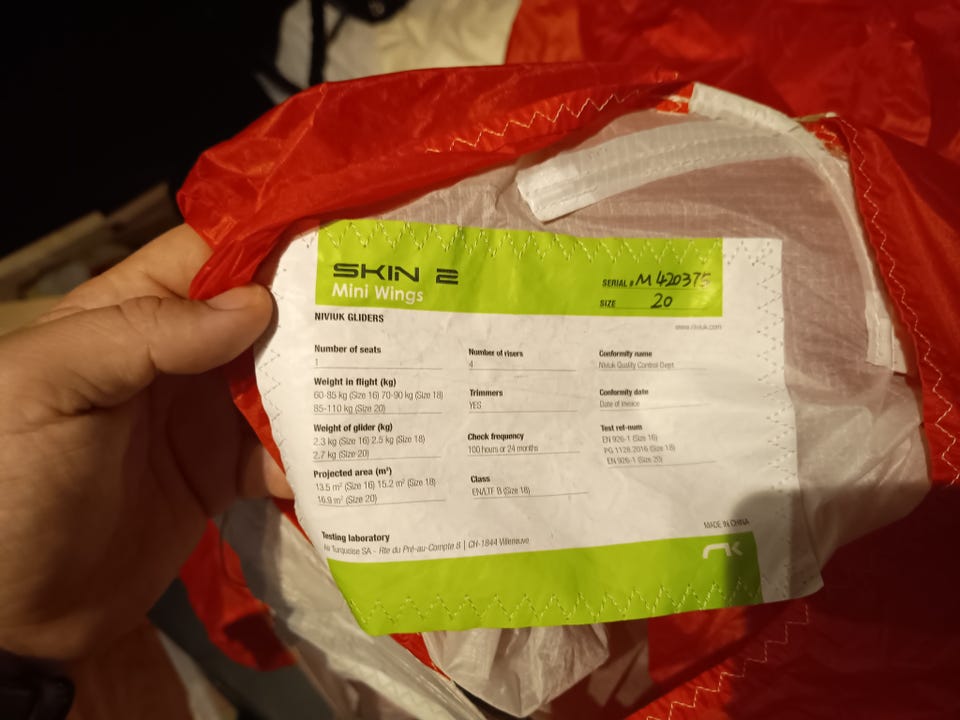 SKIN 2
Mini Wings
SERIAL # M 420375
SIZE 20
NIVIUK GLIDERS
www.niviuk.com
Number of seats
1
Weight in flight (kg)
60-85 kg (Size 16) 70-90 kg (Size 18)
85-110 kg (Size 20)
Weight of glider (kg)
2.3 kg (Size 16) 2.5 kg (Size 18)
2.7 kg (Size 20)
Projected area (m²)
13.5 m² (Size 16) 15.2 m² (Size 18)
16.9 m² (Size 20)
Number of risers
4
Trimmers
YES
Check frequency
100 hours or 24 months
Class
EN/LTF B (Size 18)
Conformity name
Niviuk Quality Control Dept.
Conformity date
Date of invoice
Test ref-num
EN 926-1 (Size 16)
PG 1128.2016 (Size 18)
EN 926-1 (Size 20)
Testing laboratory
Air Turquoise SA - Rte du Pré-au-Compte 8 | CH-1844 Villeneuve
MADE IN CHINA